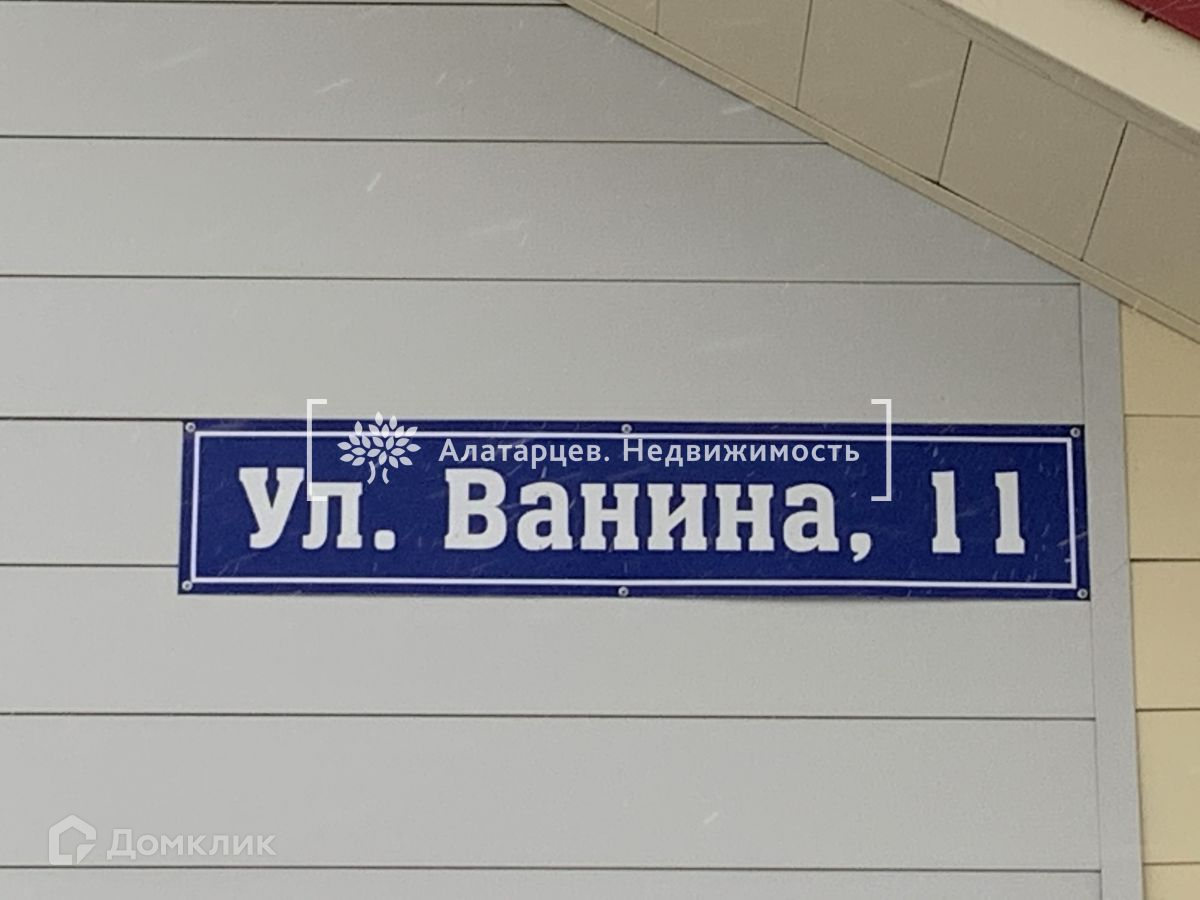 Алатарцев. Недвижимость
Ул. Ванина, 11
Домклик